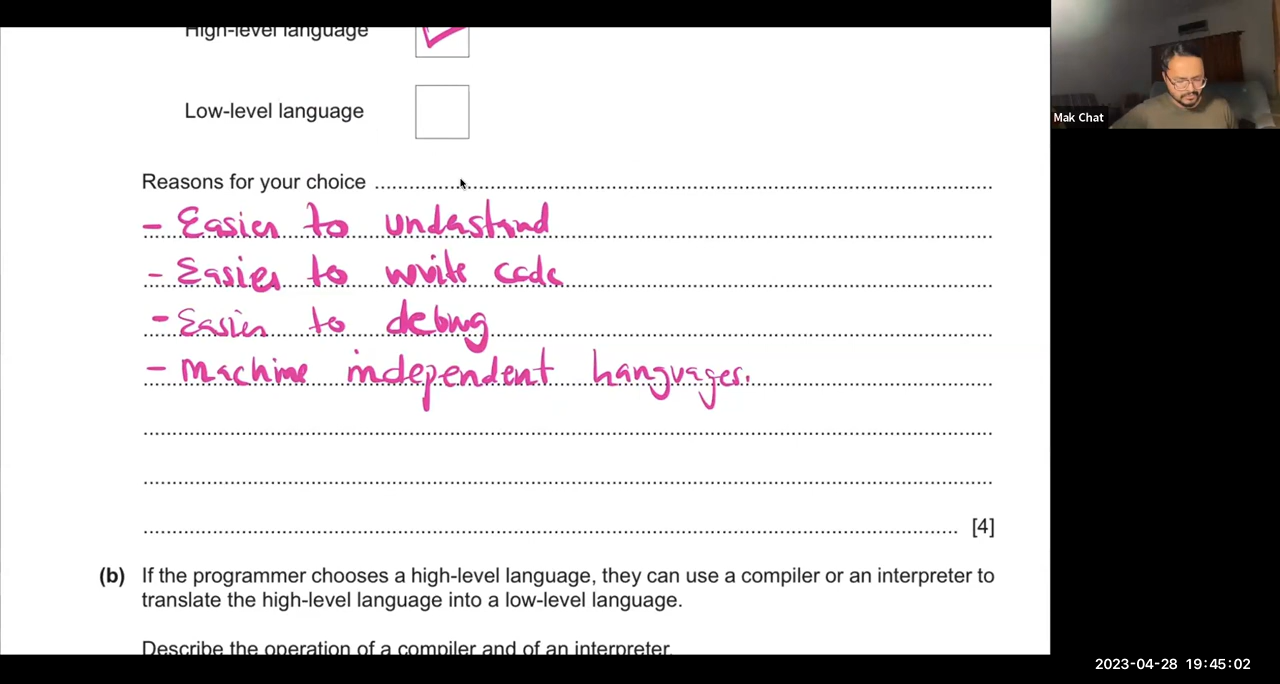 High-level language
Low-level language
Reasons for your choice ........................................................................
- Easier to understand
- Easier to write code
- Easier to debug
- Machine independent languages.
[4]
(b) If the programmer chooses a high-level language, they can use a compiler or an interpreter to
translate the high-level language into a low-level language.
Describe the operation of a compiler and of an interpreter.
Mak Chat
2023-04-28 19:45:02